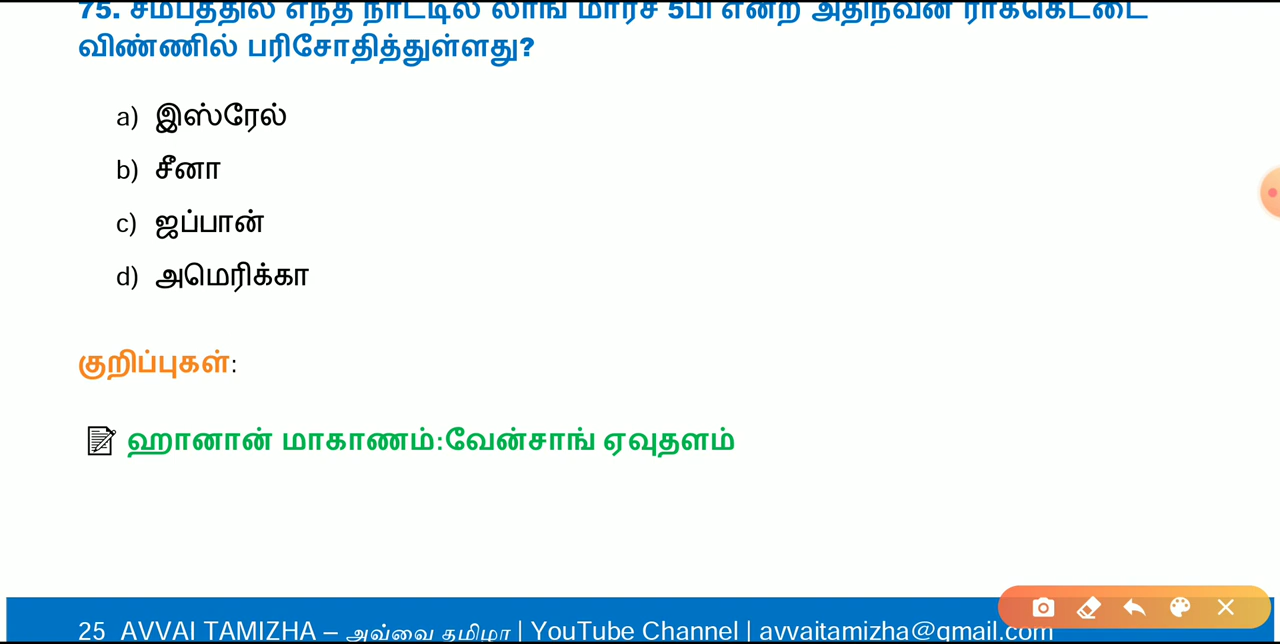 75. சமீபத்தில் எந்த நாட்டில் லாங் மார்ச் 5பி என்ற அதிநவீன ராக்கெட்டை
விண்ணில் பரிசோதித்துள்ளது?
a) இஸ்ரேல்
b) சீனா
c) ஜப்பான்
d) அமெரிக்கா
குறிப்புகள்:
ஹானான் மாகாணம்:வேன்சாங் ஏவுதளம்
25 AVVAI TAMIZHA – அவ்வை தமிழா | YouTube Channel | avvaitamizha@gmail.com